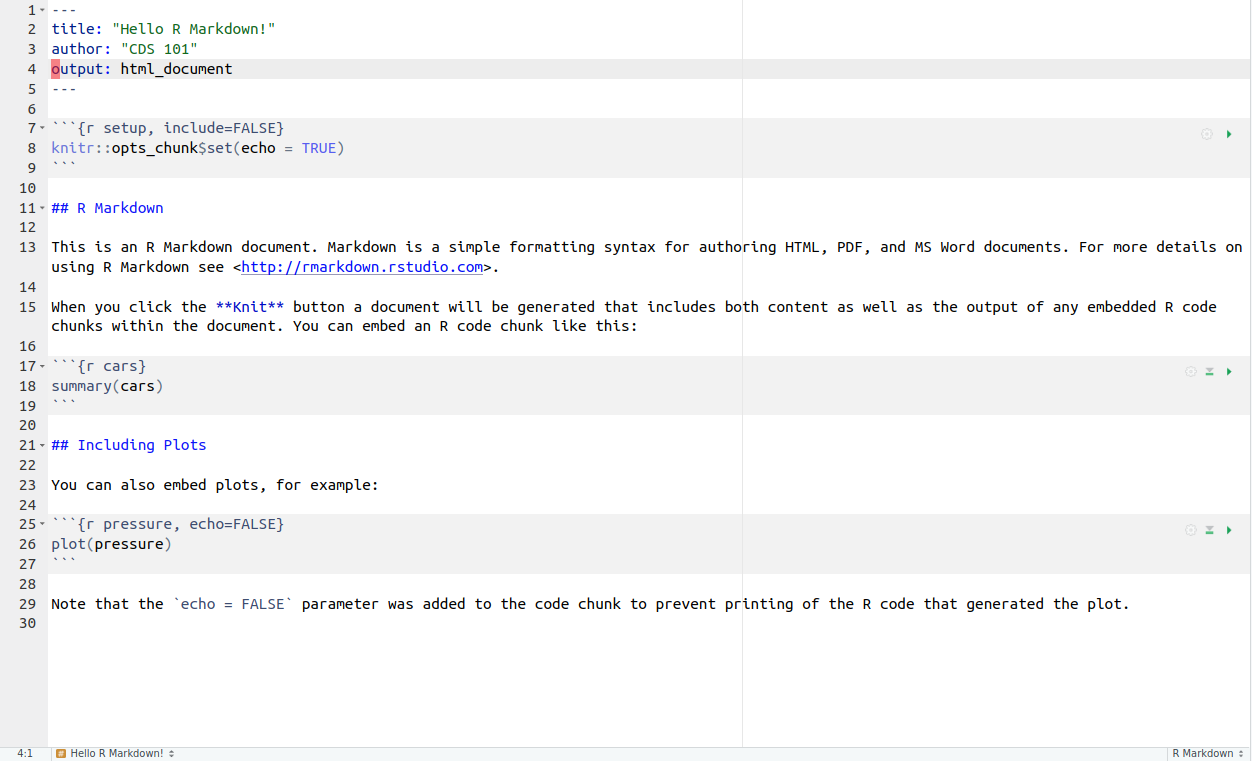 1 ---
2 title: "Hello R Markdown!"
3 author: "CDS 101"
4 output: html_document
5 ---
6
7 ```{r setup, include=FALSE}
8 knitr::opts_chunk$set(echo = TRUE)
9 ```
10
11 ## R Markdown
12
13 This is an R Markdown document. Markdown is a simple formatting syntax for authoring HTML, PDF, and MS Word documents. For more details on
using R Markdown see <http://rmarkdown.rstudio.com>.
14
15 When you click the **Knit** button a document will be generated that includes both content as well as the output of any embedded R code
chunks within the document. You can embed an R code chunk like this:
16
17 ```{r cars}
18 summary(cars)
19 ```
20
21 ## Including Plots
22
23 You can also embed plots, for example:
24
25 ```{r pressure, echo=FALSE}
26 plot(pressure)
27 ```
28
29 Note that the `echo = FALSE` parameter was added to the code chunk to prevent printing of the R code that generated the plot.
30
4:1 # Hello R Markdown! R Markdown